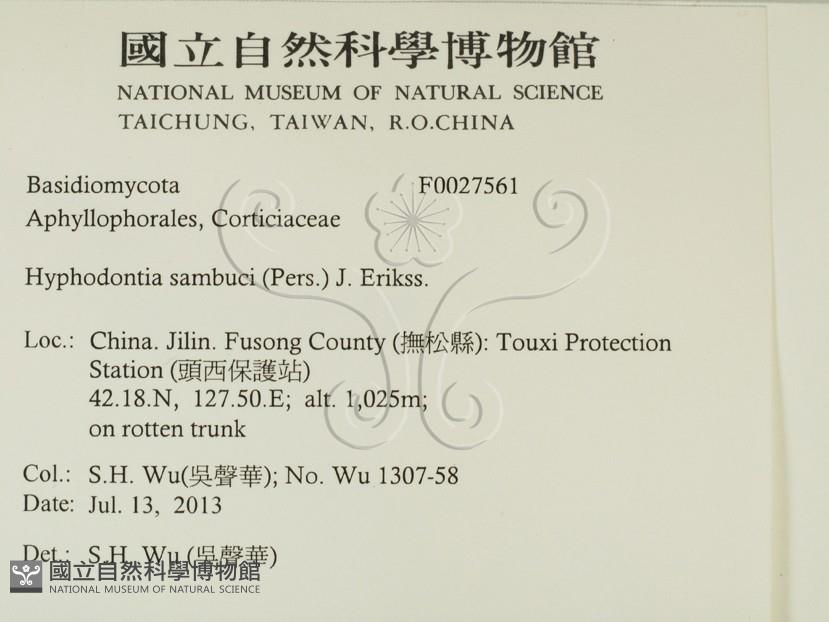 國立自然科學博物館
NATIONAL MUSEUM OF NATURAL SCIENCE
TAICHUNG, TAIWAN, R.O.CHINA
Basidiomycota F0027561
Aphyllophorales, Corticiaceae
Hyphodontia sambuci (Pers.) J. Erikss.
Loc.: China. Jilin. Fusong County (撫松縣): Touxi Protection
Station (頭西保護站)
42.18.N, 127.50.E; alt. 1,025m;
on rotten trunk
Col.: S.H. Wu(吳聲華); No. Wu 1307-58
Date: Jul. 13, 2013
Det.: S.H. Wu (吳聲華)
國立自然科學博物館
NATIONAL MUSEUM OF NATURAL SCIENCE